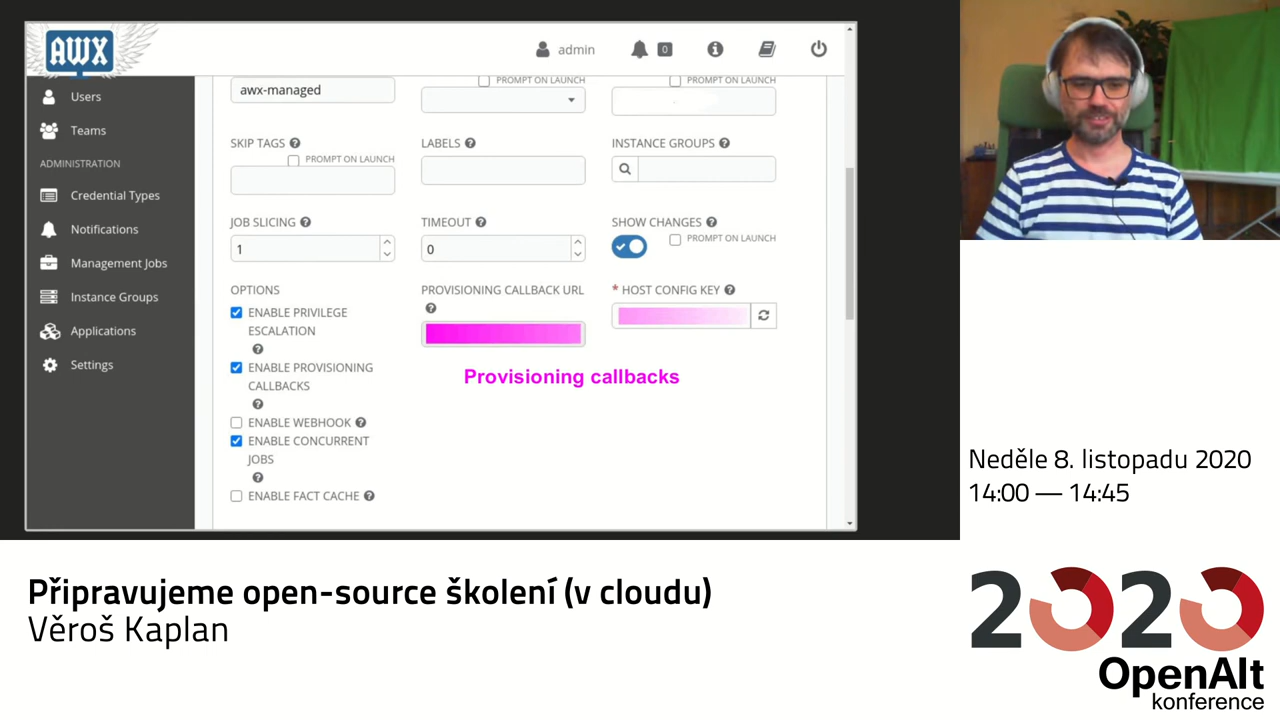 AWX
admin
0
Users
Teams
ADMINISTRATION
Credential Types
Notifications
Management Jobs
Instance Groups
Applications
Settings
PROMPT ON LAUNCH
PROMPT ON LAUNCH
awx-managed
SKIP TAGS
PROMPT ON LAUNCH
LABELS
INSTANCE GROUPS
JOB SLICING
1
TIMEOUT
0
SHOW CHANGES
PROMPT ON LAUNCH
OPTIONS
ENABLE PRIVILEGE
ESCALATION
ENABLE PROVISIONING
CALLBACKS
ENABLE WEBHOOK
ENABLE CONCURRENT
JOBS
ENABLE FACT CACHE
PROVISIONING CALLBACK URL
* HOST CONFIG KEY
Provisioning callbacks
Neděle 8. listopadu 2020
14:00 — 14:45
Připravujeme open-source školení (v cloudu)
Věroš Kaplan
2020
OpenAlt
konference